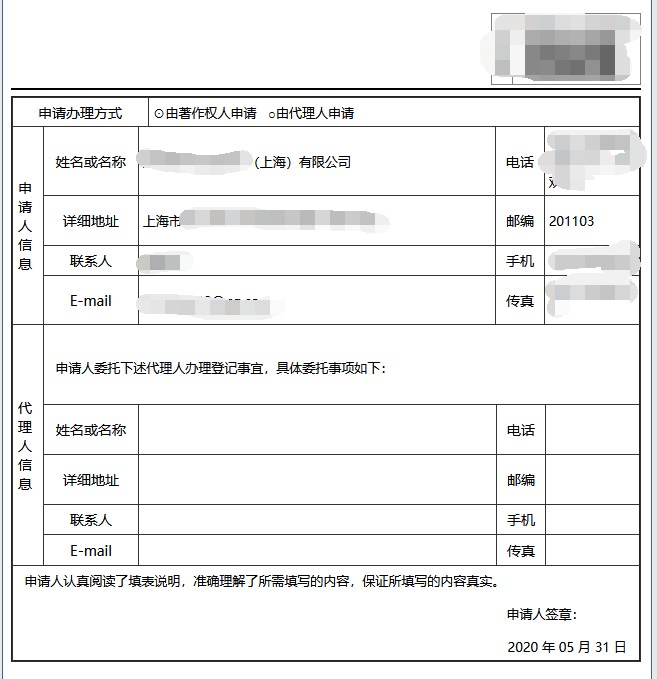 申请办理方式 ⊙由著作权人申请 ○由代理人申请
申请人信息
姓名或名称 （上海）有限公司 电话
详细地址 上海市 邮编 201103
联系人 手机
E-mail 传真
代理人信息
申请人委托下述代理人办理登记事宜，具体委托事项如下：
姓名或名称 电话
详细地址 邮编
联系人 手机
E-mail 传真
申请人认真阅读了填表说明，准确理解了所需填写的内容，保证所填写的内容真实。
申请人签章：
2020 年 05 月 31 日